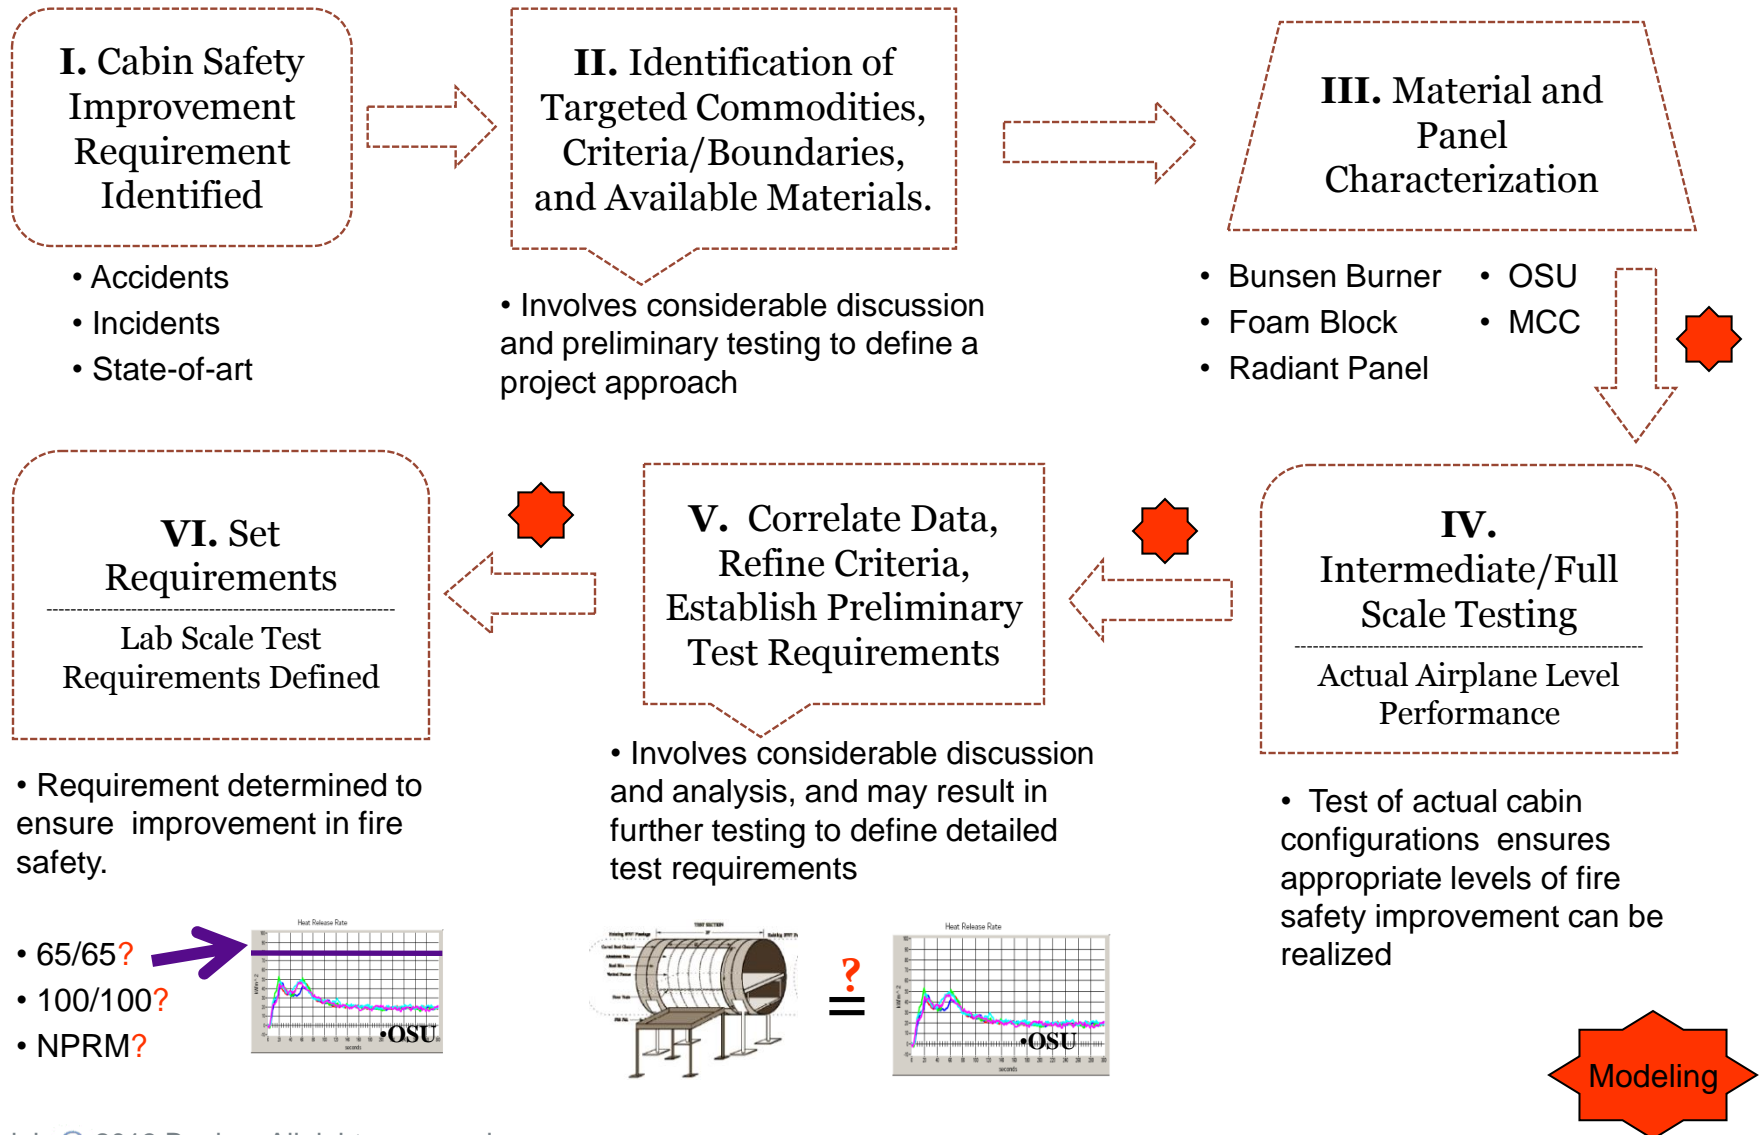 I. Cabin Safety
Improvement
Requirement
Identified
• Accidents
• Incidents
• State-of-art
II. Identification of
Targeted Commodities,
Criteria/Boundaries,
and Available Materials.
• Involves considerable discussion
and preliminary testing to define a
project approach
III. Material and
Panel
Characterization
• Bunsen Burner
• Foam Block
• Radiant Panel
• OSU
• MCC
IV.
Intermediate/Full
Scale Testing
Actual Airplane Level
Performance
• Test of actual cabin
configurations ensures
appropriate levels of fire
safety improvement can be
realized
V. Correlate Data,
Refine Criteria,
Establish Preliminary
Test Requirements
• Involves considerable discussion
and analysis, and may result in
further testing to define detailed
test requirements
TEST SECTION
?
=
Heat Release Rate
•OSU
seconds
VI. Set
Requirements
Lab Scale Test
Requirements Defined
• Requirement determined to
ensure improvement in fire
safety.
• 65/65?
• 100/100?
• NPRM?
Heat Release Rate
•OSU
seconds
Modeling